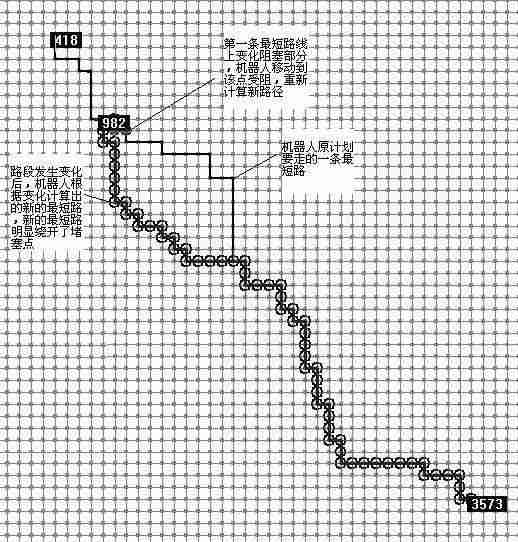 418
第一条最短路线
上变化阻塞部分
，机器人移动到
该点受阻，重新
计算新路径
982
机器人原计划
要走的一条最
短路
路段发生变化
后，机器人根
据变化计算出
的新的最短路
，新的最短路
明显绕开了堵
塞点
3573